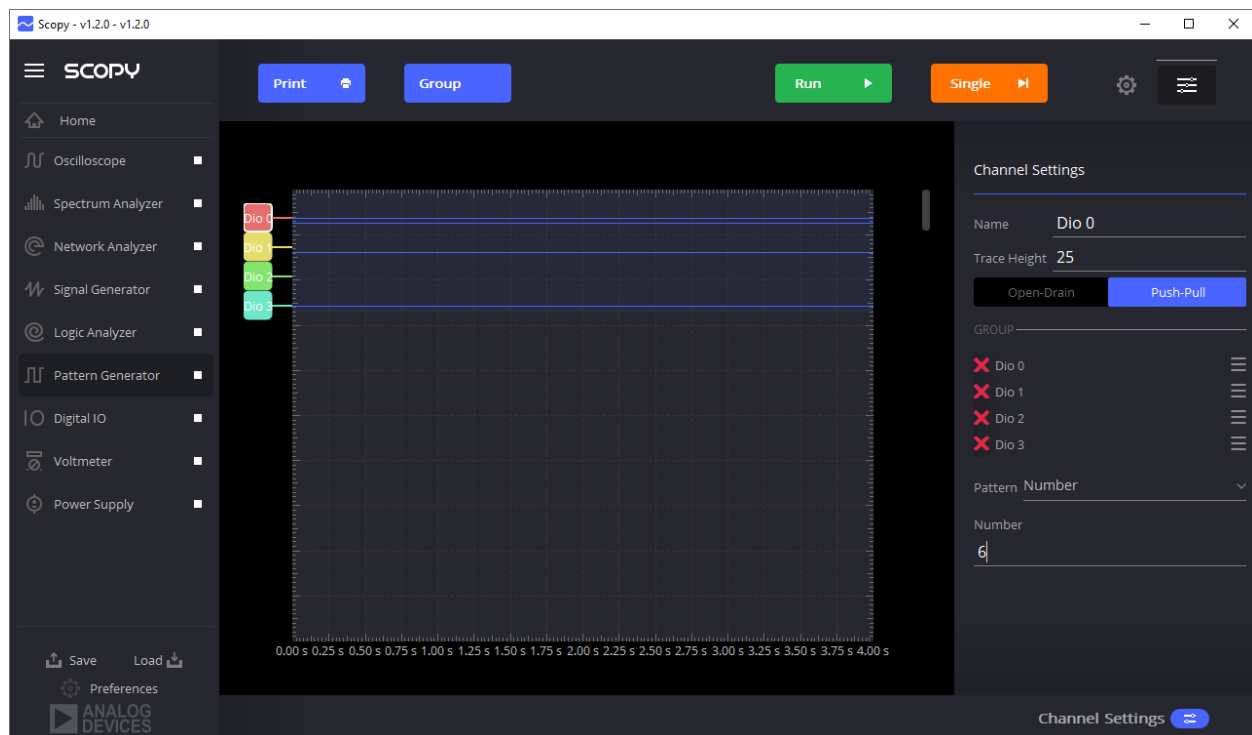 Scopy - v1.2.0 - v1.2.0
SCOPY
Print
Group
Run
Single
Home
Oscilloscope
Spectrum Analyzer
Network Analyzer
Signal Generator
Logic Analyzer
Pattern Generator
Digital IO
Voltmeter
Power Supply
Save
Load
Preferences
ANALOG
DEVICES
Dio 0
Dio 1
Dio 2
Dio 3
0.00 s 0.25 s 0.50 s 0.75 s 1.00 s 1.25 s 1.50 s 1.75 s 2.00 s 2.25 s 2.50 s 2.75 s 3.00 s 3.25 s 3.50 s 3.75 s 4.00 s
Channel Settings
Name Dio 0
Trace Height 25
Open-Drain Push-Pull
GROUP
Dio 0
Dio 1
Dio 2
Dio 3
Pattern Number
Number
6
Channel Settings